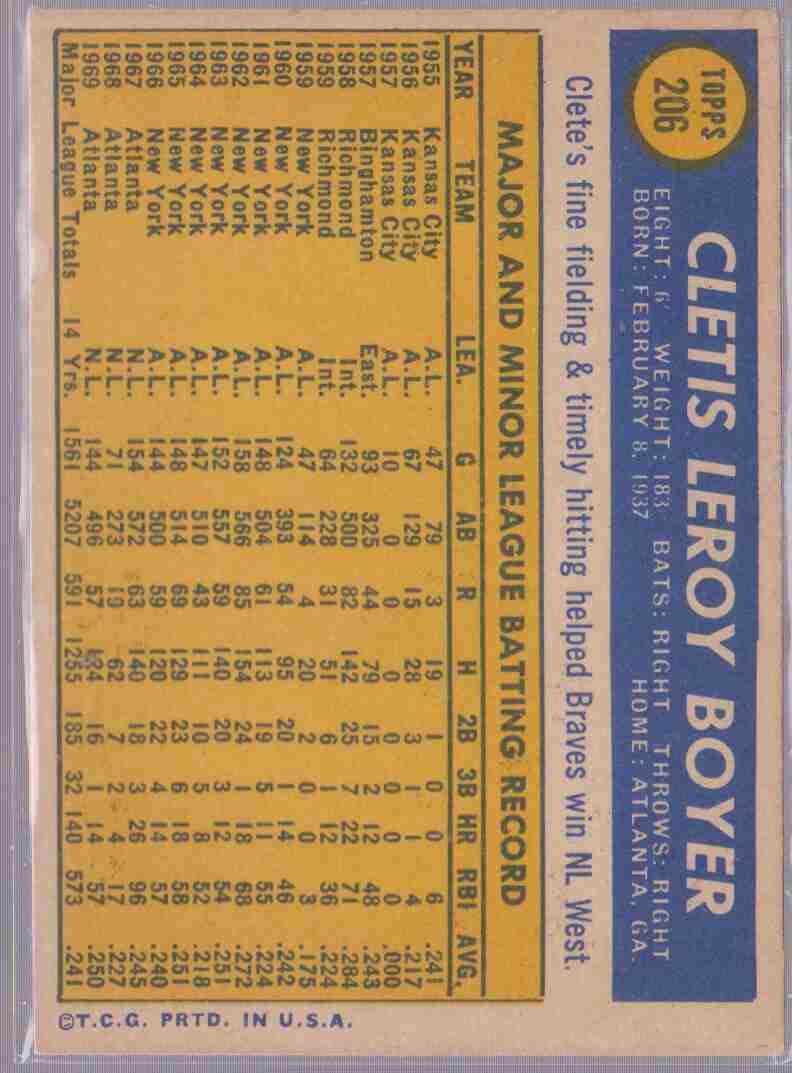 TOPPS
206
CLETIS LEROY BOYER
EIGHT: 6' WEIGHT: 183 BATS: RIGHT THROWS: RIGHT
BORN: FEBRUARY 8, 1937 HOME: ATLANTA, GA.
Clete's fine fielding & timely hitting helped Braves win NL West.
MAJOR AND MINOR LEAGUE BATTING RECORD
YEAR TEAM LEA. G AB R H 2B 3B HR RBI AVG.
1955 Kansas City A.L. 47 79 3 19 1 0 0 6 .241
1956 Kansas City A.L. 67 129 15 28 3 1 1 4 .217
1957 Kansas City A.L. 10 0 0 0 0 0 0 0 .000
1957 Binghamton East. 93 325 44 79 15 2 12 48 .243
1958 Richmond Int. 132 500 82 142 25 7 22 71 .284
1959 Richmond Int. 64 228 31 51 6 1 12 36 .224
1959 New York A.L. 47 114 4 20 2 0 0 3 .175
1960 New York A.L. 124 393 54 95 20 1 14 46 .242
1961 New York A.L. 148 504 61 113 19 5 11 55 .224
1962 New York A.L. 158 566 85 154 24 1 18 68 .272
1963 New York A.L. 152 557 59 140 20 3 12 54 .251
1964 New York A.L. 147 510 43 111 10 5 8 52 .218
1965 New York A.L. 148 514 69 129 23 6 18 58 .251
1966 New York A.L. 144 500 59 120 22 4 14 57 .240
1967 Atlanta N.L. 154 572 63 140 18 3 26 96 .245
1968 Atlanta N.L. 71 273 19 62 7 2 4 17 .227
1969 Atlanta N.L. 144 496 57 124 16 1 14 57 .250
Major League Totals 14 Yrs. 1561 5207 591 1255 185 32 140 573 .241
©T.C.G. PRTD. IN U.S.A.